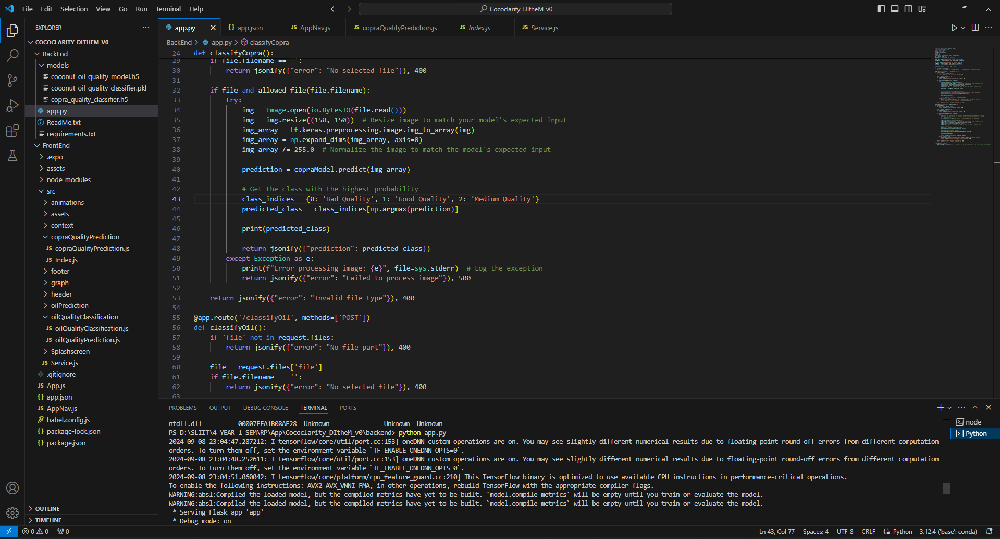 File Edit Selection View Go Run Terminal Help
Cococlarity_DItheM_v0
EXPLORER
COCOCLARITY_DITHEM_V0
BackEnd
models
coconut_oil_quality_model.h5
coconut-oil-quality-classifier.pkl
copra_quality_classifier.h5
app.py
ReadMe.txt
requirements.txt
FrontEnd
.expo
assets
node_modules
src
animations
assets
context
copraQualityPrediction
JS copraQualityPrediction.js
JS Index.js
footer
graph
header
oilPrediction
oilQualityClassification
JS oilQualityClassification.js
JS oilQualityPrediction.js
Splashscreen
JS Service.js
.gitignore
JS App.js
{} app.json
JS AppNav.js
babel.config.js
{} package-lock.json
{} package.json
OUTLINE
TIMELINE
app.py {} app.json JS AppNav.js JS copraQualityPrediction.js JS Index.js JS Service.js
BackEnd > app.py > classifyCopra
24 def classifyCopra():
29 if file.filename == '':
30 return jsonify({"error": "No selected file"}), 400
31
32 if file and allowed_file(file.filename):
33 try:
34 img = Image.open(io.BytesIO(file.read()))
35 img = img.resize((150, 150)) # Resize image to match your model's expected input
36 img_array = tf.keras.preprocessing.image.img_to_array(img)
37 img_array = np.expand_dims(img_array, axis=0)
38 img_array /= 255.0 # Normalize the image to match the model's expected input
39
40 prediction = copraModel.predict(img_array)
41
42 # Get the class with the highest probability
43 class_indices = {0: 'Bad Quality', 1: 'Good Quality', 2: 'Medium Quality'}
44 predicted_class = class_indices[np.argmax(prediction)]
45
46 print(predicted_class)
47
48 return jsonify({"prediction": predicted_class})
49 except Exception as e:
50 print(f"Error processing image: {e}", file=sys.stderr) # Log the exception
51 return jsonify({"error": "Failed to process image"}), 500
52
53 return jsonify({"error": "Invalid file type"}), 400
54
55 @app.route('/classifyOil', methods=['POST'])
56 def classifyOil():
57 if 'file' not in request.files:
58 return jsonify({"error": "No file part"}), 400
59
60 file = request.files['file']
61 if file.filename == '':
62 return jsonify({"error": "No selected file"}), 400
63
PROBLEMS OUTPUT DEBUG CONSOLE TERMINAL PORTS
ntdll.dll 00007FFA1B08AF28 Unknown Unknown Unknown
PS D:\SLIIT\4 YEAR 1 SEM\RP\App\Cococlarity_DItheM_v0\backend> python app.py
2024-09-08 23:04:47.287212: I tensorflow/core/util/port.cc:153] oneDNN custom operations are on. You may see slightly different numerical results due to floating-point round-off errors from different computation
orders. To turn them off, set the environment variable `TF_ENABLE_ONEDNN_OPTS=0`.
2024-09-08 23:04:48.252611: I tensorflow/core/util/port.cc:153] oneDNN custom operations are on. You may see slightly different numerical results due to floating-point round-off errors from different computation
orders. To turn them off, set the environment variable `TF_ENABLE_ONEDNN_OPTS=0`.
2024-09-08 23:04:51.060042: I tensorflow/core/platform/cpu_feature_guard.cc:210] This TensorFlow binary is optimized to use available CPU instructions in performance-critical operations.
To enable the following instructions: AVX2 AVX_VNNI FMA, in other operations, rebuild TensorFlow with the appropriate compiler flags.
WARNING:absl:Compiled the loaded model, but the compiled metrics have yet to be built. `model.compile_metrics` will be empty until you train or evaluate the model.
WARNING:absl:Compiled the loaded model, but the compiled metrics have yet to be built. `model.compile_metrics` will be empty until you train or evaluate the model.
* Serving Flask app 'app'
* Debug mode: on
node
Python
0 0 0
Ln 43, Col 77 Spaces: 4 UTF-8 CRLF Python 3.12.4 ('base': conda)